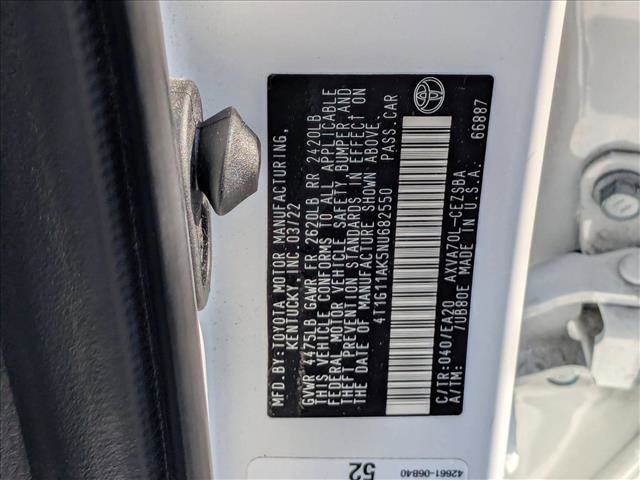 MFD.BY:TOYOTA MOTOR MANUFACTURING,
KENTUCKY, INC. 03/22
GVWR 4475LB GAWR FR 2620LB RR 2420LB
THIS VEHICLE CONFORMS TO ALL APPLICABLE
FEDERAL MOTOR VEHICLE SAFETY, BUMPER AND
THEFT PREVENTION STANDARDS IN EFFECT ON
THE DATE OF MANUFACTURE SHOWN ABOVE.
4T1G11AK5NU682550 PASS.CAR
C/TR:040/EA20 AXVA70L-CEZSBA
A/TM: 7UB80E MADE IN U.S.A. 66887
42661-06840
52